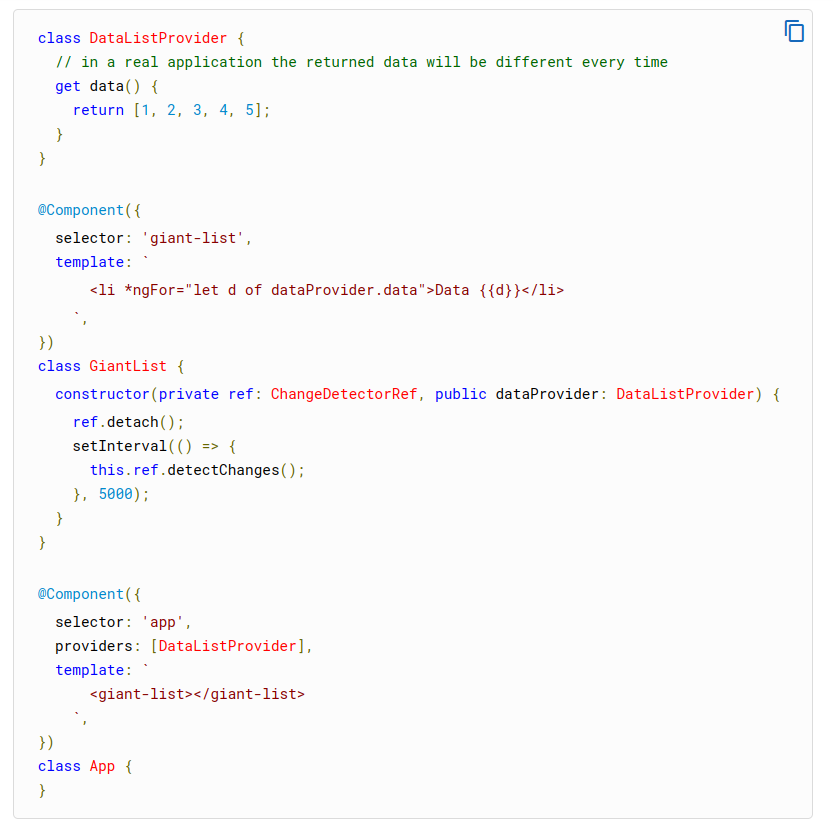 class DataListProvider {
  // in a real application the returned data will be different every time
  get data() {
    return [1, 2, 3, 4, 5];
  }
}

@Component({
  selector: 'giant-list',
  template: `
      <li *ngFor="let d of dataProvider.data">Data {{d}}</li>
    `,
})
class GiantList {
  constructor(private ref: ChangeDetectorRef, public dataProvider: DataListProvider) {
    ref.detach();
    setInterval(() => {
      this.ref.detectChanges();
    }, 5000);
  }
}

@Component({
  selector: 'app',
  providers: [DataListProvider],
  template: `
      <giant-list></giant-list>
    `,
})
class App {
}